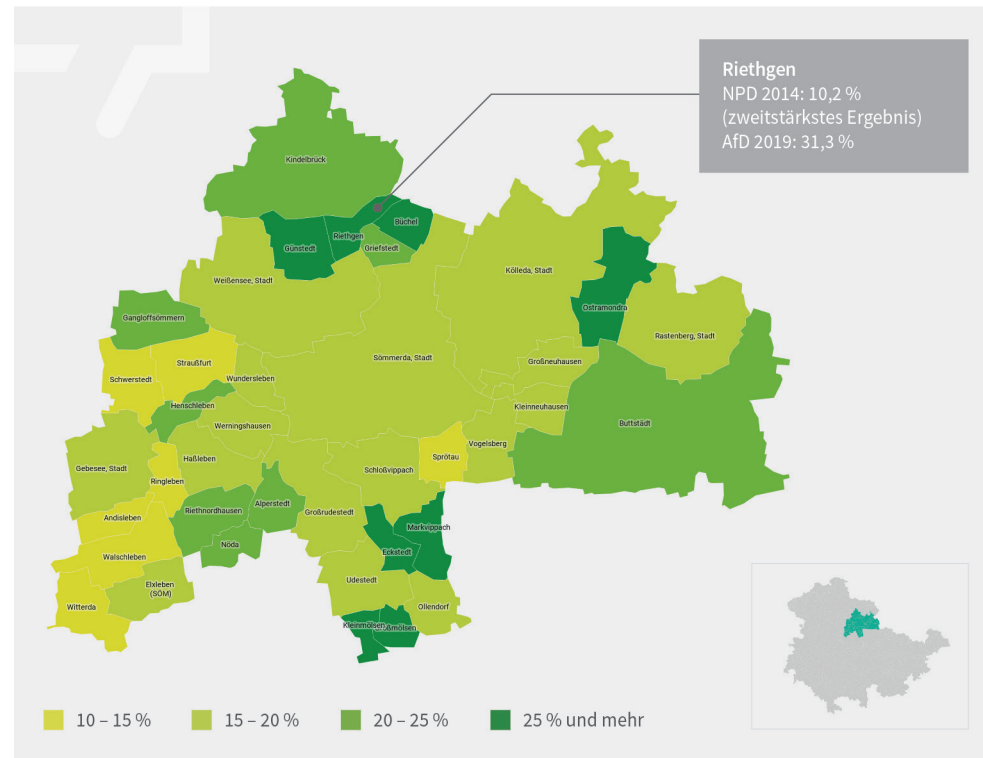 Riethgen
NPD 2014: 10,2 %
(zweitstärkstes Ergebnis)
AfD 2019: 31,3 %
Kindelbrück
Büchel
Riethgen
Günstedt
Griefstedt
Weißensee, Stadt
Kölleda, Stadt
Ostramondra
Gangloffsömmern
Rastenberg, Stadt
Sömmerda, Stadt
Straußfurt
Großneuhausen
Schwerstedt
Wundersleben
Henschleben
Kleinneuhausen
Werningshausen
Buttstädt
Vogelsberg
Sprötau
Haßleben
Gebesee, Stadt
Schloßvippach
Ringleben
Alperstedt
Riethnordhausen
Großrudestedt
Andisleben
Markvippach
Nöda
Eckstedt
Walschleben
Udestedt
Elxleben
(SÖM)
Witterda
Ollendorf
Kleinmölsen
Großmölsen
10 – 15 %
15 – 20 %
20 – 25 %
25 % und mehr